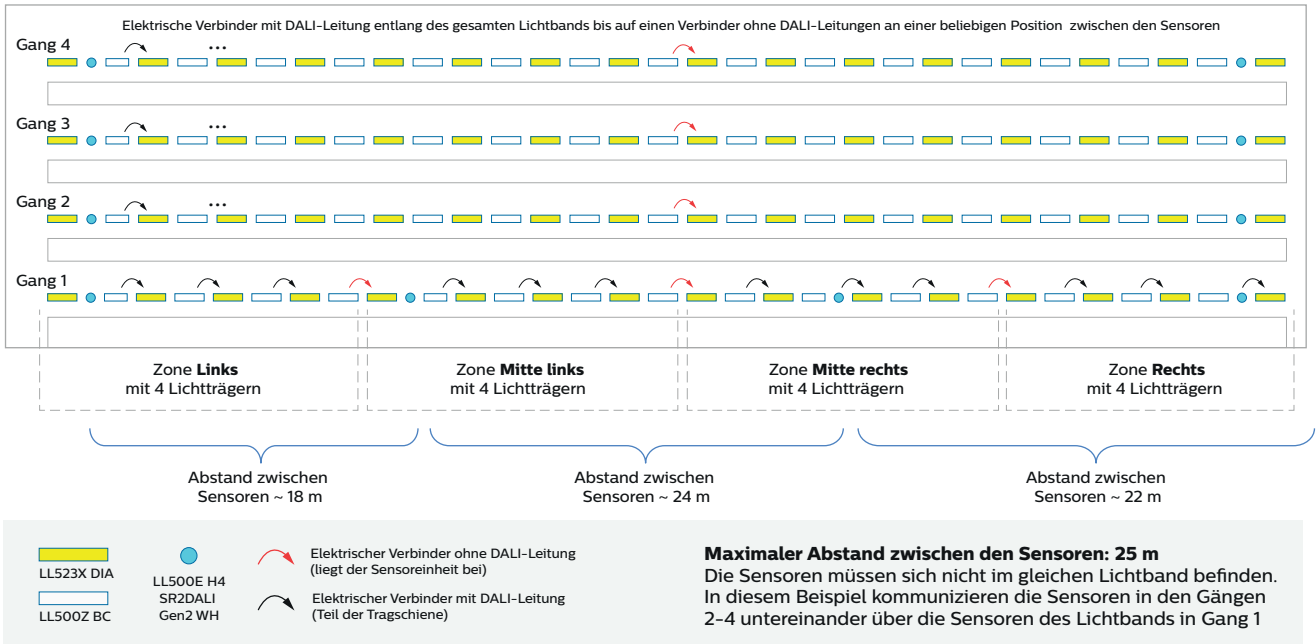 Elektrische Verbinder mit DALI-Leitung entlang des gesamten Lichtbands bis auf einen Verbinder ohne DALI-Leitungen an einer beliebigen Position zwischen den Sensoren
Gang 4
...
Gang 3
...
Gang 2
...
Gang 1
Zone Links
mit 4 Lichtträgern
Zone Mitte links
mit 4 Lichtträgern
Zone Mitte rechts
mit 4 Lichtträgern
Zone Rechts
mit 4 Lichtträgern
Abstand zwischen
Sensoren ~ 18 m
Abstand zwischen
Sensoren ~ 24 m
Abstand zwischen
Sensoren ~ 22 m
LL523X DIA
LL500Z BC
LL500E H4
SR2DALI
Gen2 WH
Elektrischer Verbinder ohne DALI-Leitung
(liegt der Sensoreinheit bei)
Elektrischer Verbinder mit DALI-Leitung
(Teil der Tragschiene)
Maximaler Abstand zwischen den Sensoren: 25 m
Die Sensoren müssen sich nicht im gleichen Lichtband befinden.
In diesem Beispiel kommunizieren die Sensoren in den Gängen
2-4 untereinander über die Sensoren des Lichtbands in Gang 1